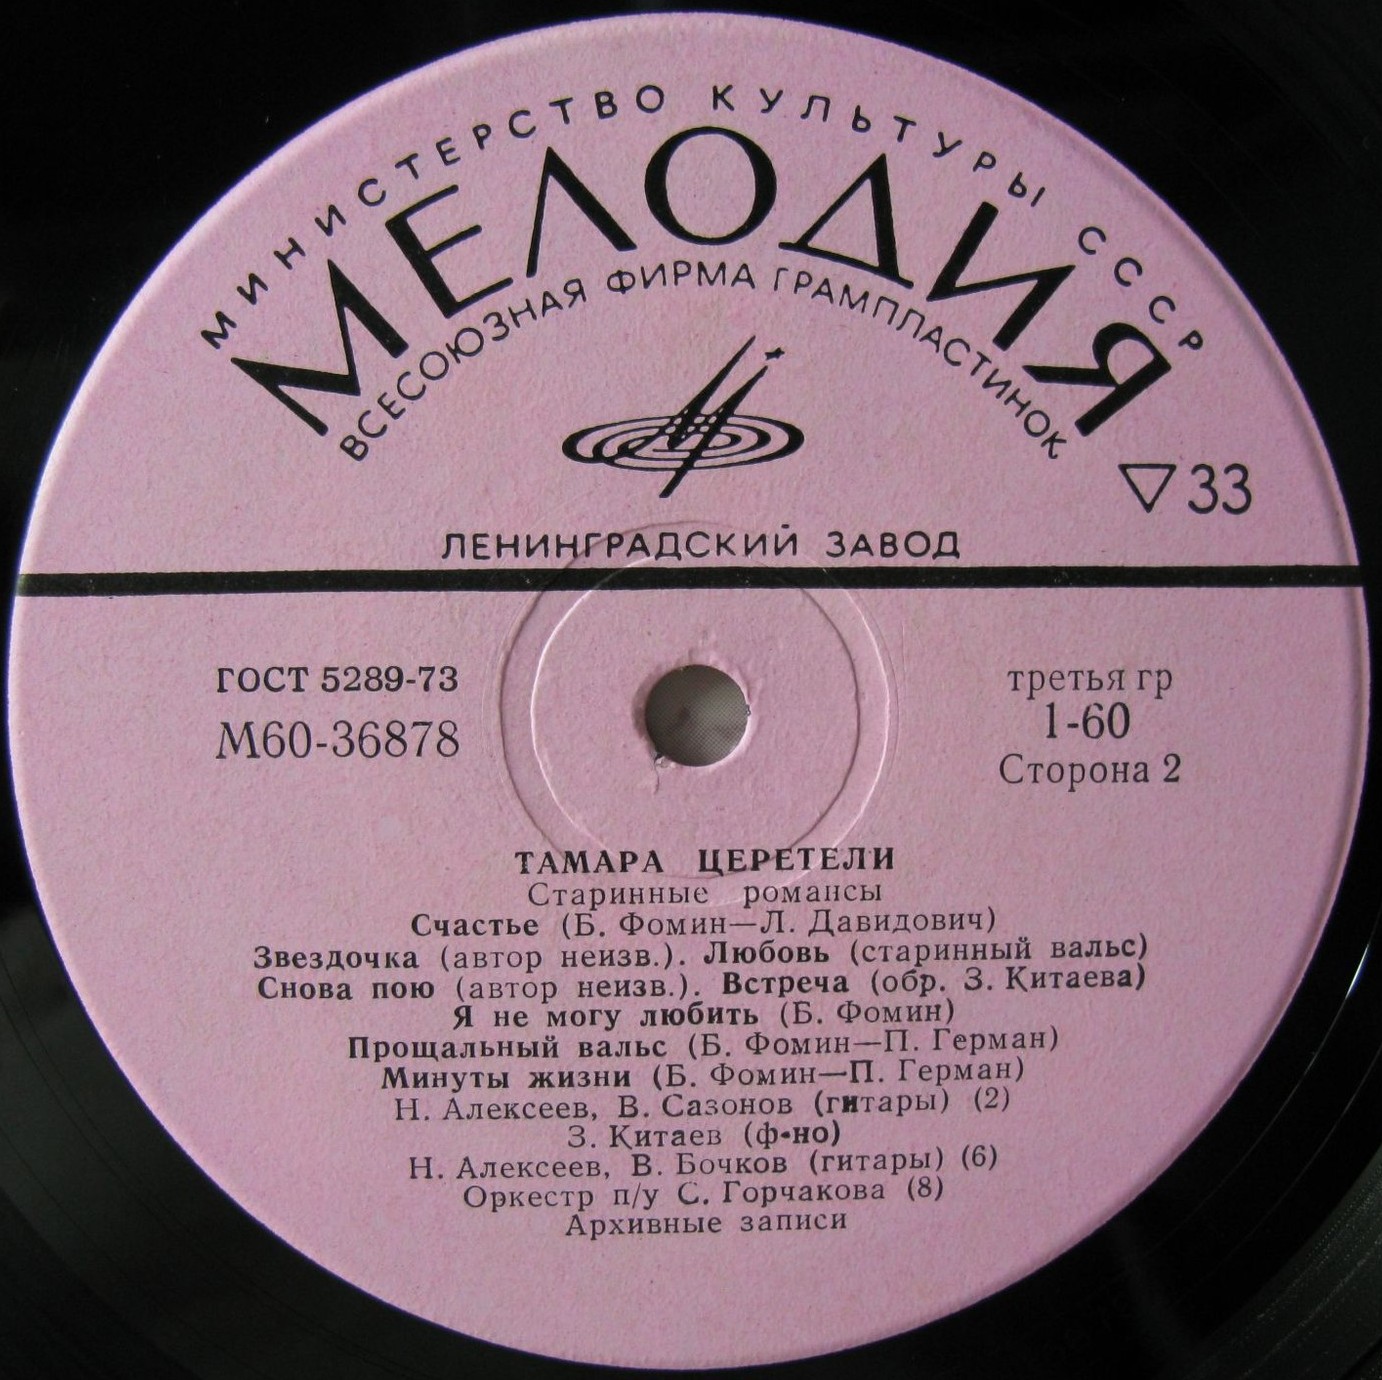 МИНИСТЕРСТВО КУЛЬТУРЫ СССР
МЕЛОДИЯ
ВСЕСОЮЗНАЯ ФИРМА ГРАМПЛАСТИНОК
▽ 33
ЛЕНИНГРАДСКИЙ ЗАВОД
ГОСТ 5289-73
М60-36878
третья гр
1-60
Сторона 2
ТАМАРА ЦЕРЕТЕЛИ
Старинные романсы
Счастье (Б. Фомин—Л. Давидович)
Звездочка (автор неизв.). Любовь (старинный вальс)
Снова пою (автор неизв.). Встреча (обр. З. Китаева)
Я не могу любить (Б. Фомин)
Прощальный вальс (Б. Фомин—П. Герман)
Минуты жизни (Б. Фомин—П. Герман)
Н. Алексеев, В. Сазонов (гитары) (2)
З. Китаев (ф-но)
Н. Алексеев, В. Бочков (гитары) (6)
Оркестр п/у С. Горчакова (8)
Архивные записи